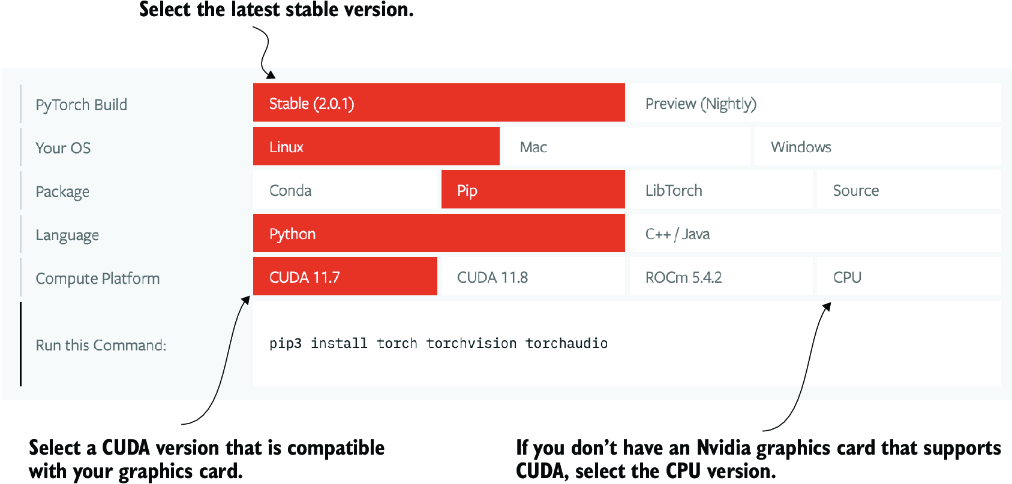 Select the latest stable version.
PyTorch Build Stable (2.0.1) Preview (Nightly)
Your OS Linux Mac Windows
Package Conda Pip LibTorch Source
Language Python C++ / Java
Compute Platform CUDA 11.7 CUDA 11.8 ROCm 5.4.2 CPU
Run this Command: pip3 install torch torchvision torchaudio
Select a CUDA version that is compatible
with your graphics card.
If you don’t have an Nvidia graphics card that supports
CUDA, select the CPU version.